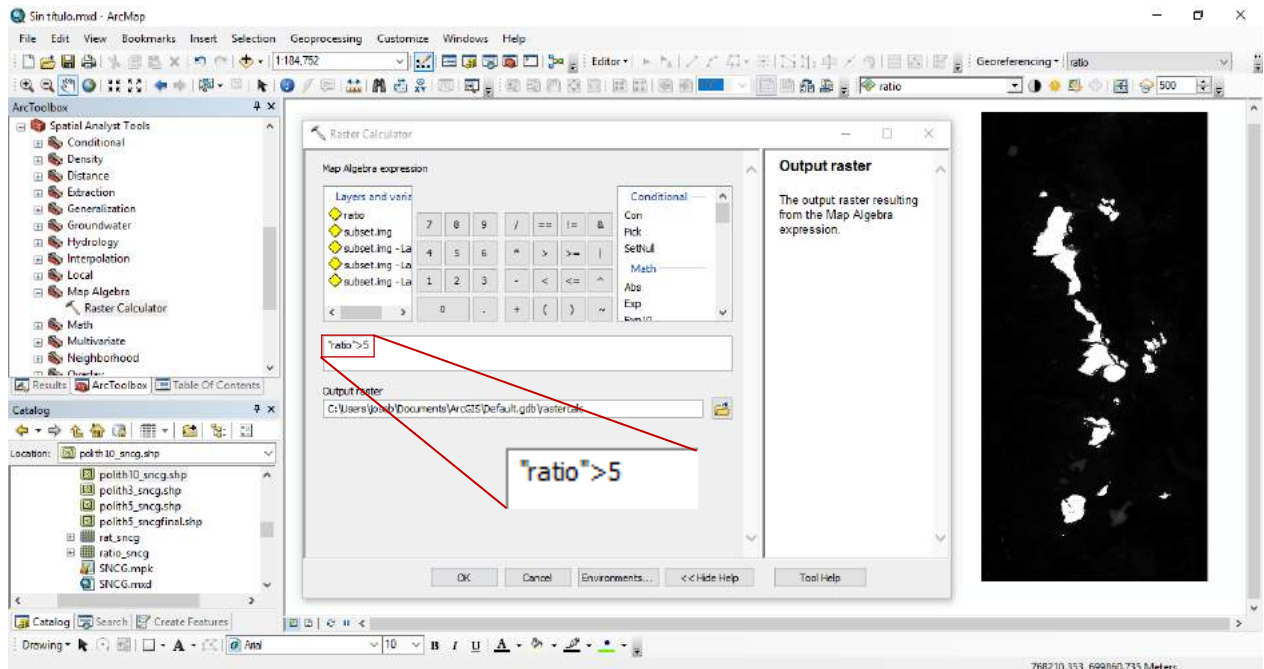 Sin título.mxd - ArcMap
File Edit View Bookmarks Insert Selection Geoprocessing Customize Windows Help
1:184.752
Editor
Georeferencing
ratio
ratio
500
ArcToolbox
Spatial Analyst Tools
Conditional
Density
Distance
Extraction
Generalization
Groundwater
Hydrology
Interpolation
Local
Map Algebra
Raster Calculator
Math
Multivariate
Neighborhood
Overlay
Results ArcToolbox Table Of Contents
Catalog
Location: polith10_sncg.shp
polith10_sncg.shp
polith3_sncg.shp
polith5_sncg.shp
polith5_sncgfinal.shp
rat_sncg
ratio_sncg
SNCG.mpk
SNCG.mxd
Catalog Search Create Features
Raster Calculator
Map Algebra expression
Layers and varia
ratio
subset.img
subset.img - La
subset.img - La
subset.img - La
7 8 9 / == != &
4 5 6 * > >= |
1 2 3 - < <= ^
0 . + ( ) ~
Conditional
Con
Pick
SetNull
Math
Abs
Exp
Exp10
"ratio">5
Output raster
C:\Users\joseb\Documents\ArcGIS\Default.gdb\rastercalc
"ratio">5
OK Cancel Environments... << Hide Help
Output raster
The output raster resulting
from the Map Algebra
expression.
Tool Help
Drawing A Arial 10 B I U A
768210,353 699860,735 Meters